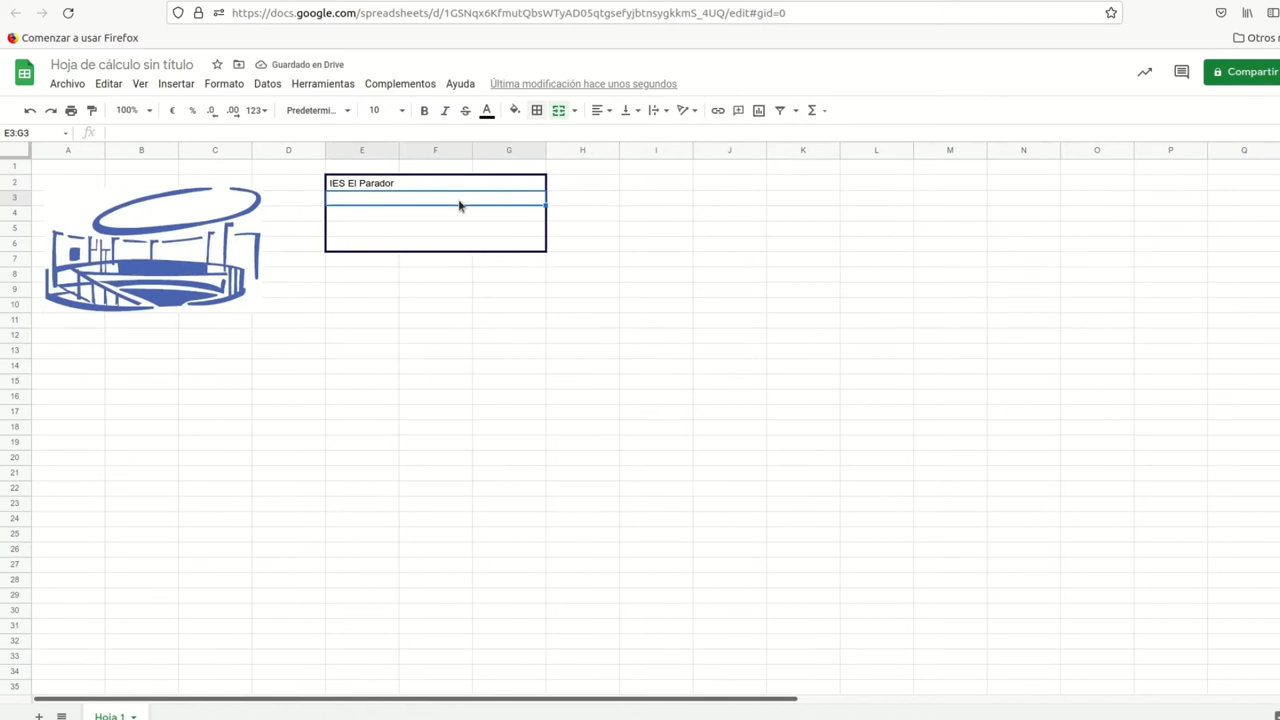 https://docs.google.com/spreadsheets/d/1GSNqx6KfmutQbsWTyAD05qtgsefyjbtnsygkkmS_4UQ/edit#gid=0
Comenzar a usar Firefox
Otros
Hoja de cálculo sin título
Guardado en Drive
Archivo Editar Ver Insertar Formato Datos Herramientas Complementos Ayuda Última modificación hace unos segundos
Compartir
100% € % .0 .00 123 Predetermi... 10 B I S A Σ
E3:G3 fx
A B C D E F G H I J K L M N O P Q
1
2 IES El Parador
3
4
5
6
7
8
9
10
11
12
13
14
15
16
17
18
19
20
21
22
23
24
25
26
27
28
29
30
31
32
33
34
35
+ Hoja 1